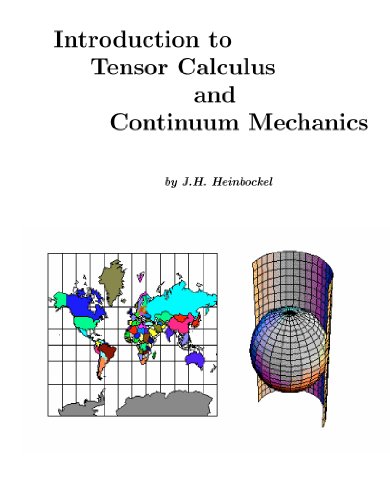 Introduction to
Tensor Calculus
and
Continuum Mechanics
by J.H. Heinbockel